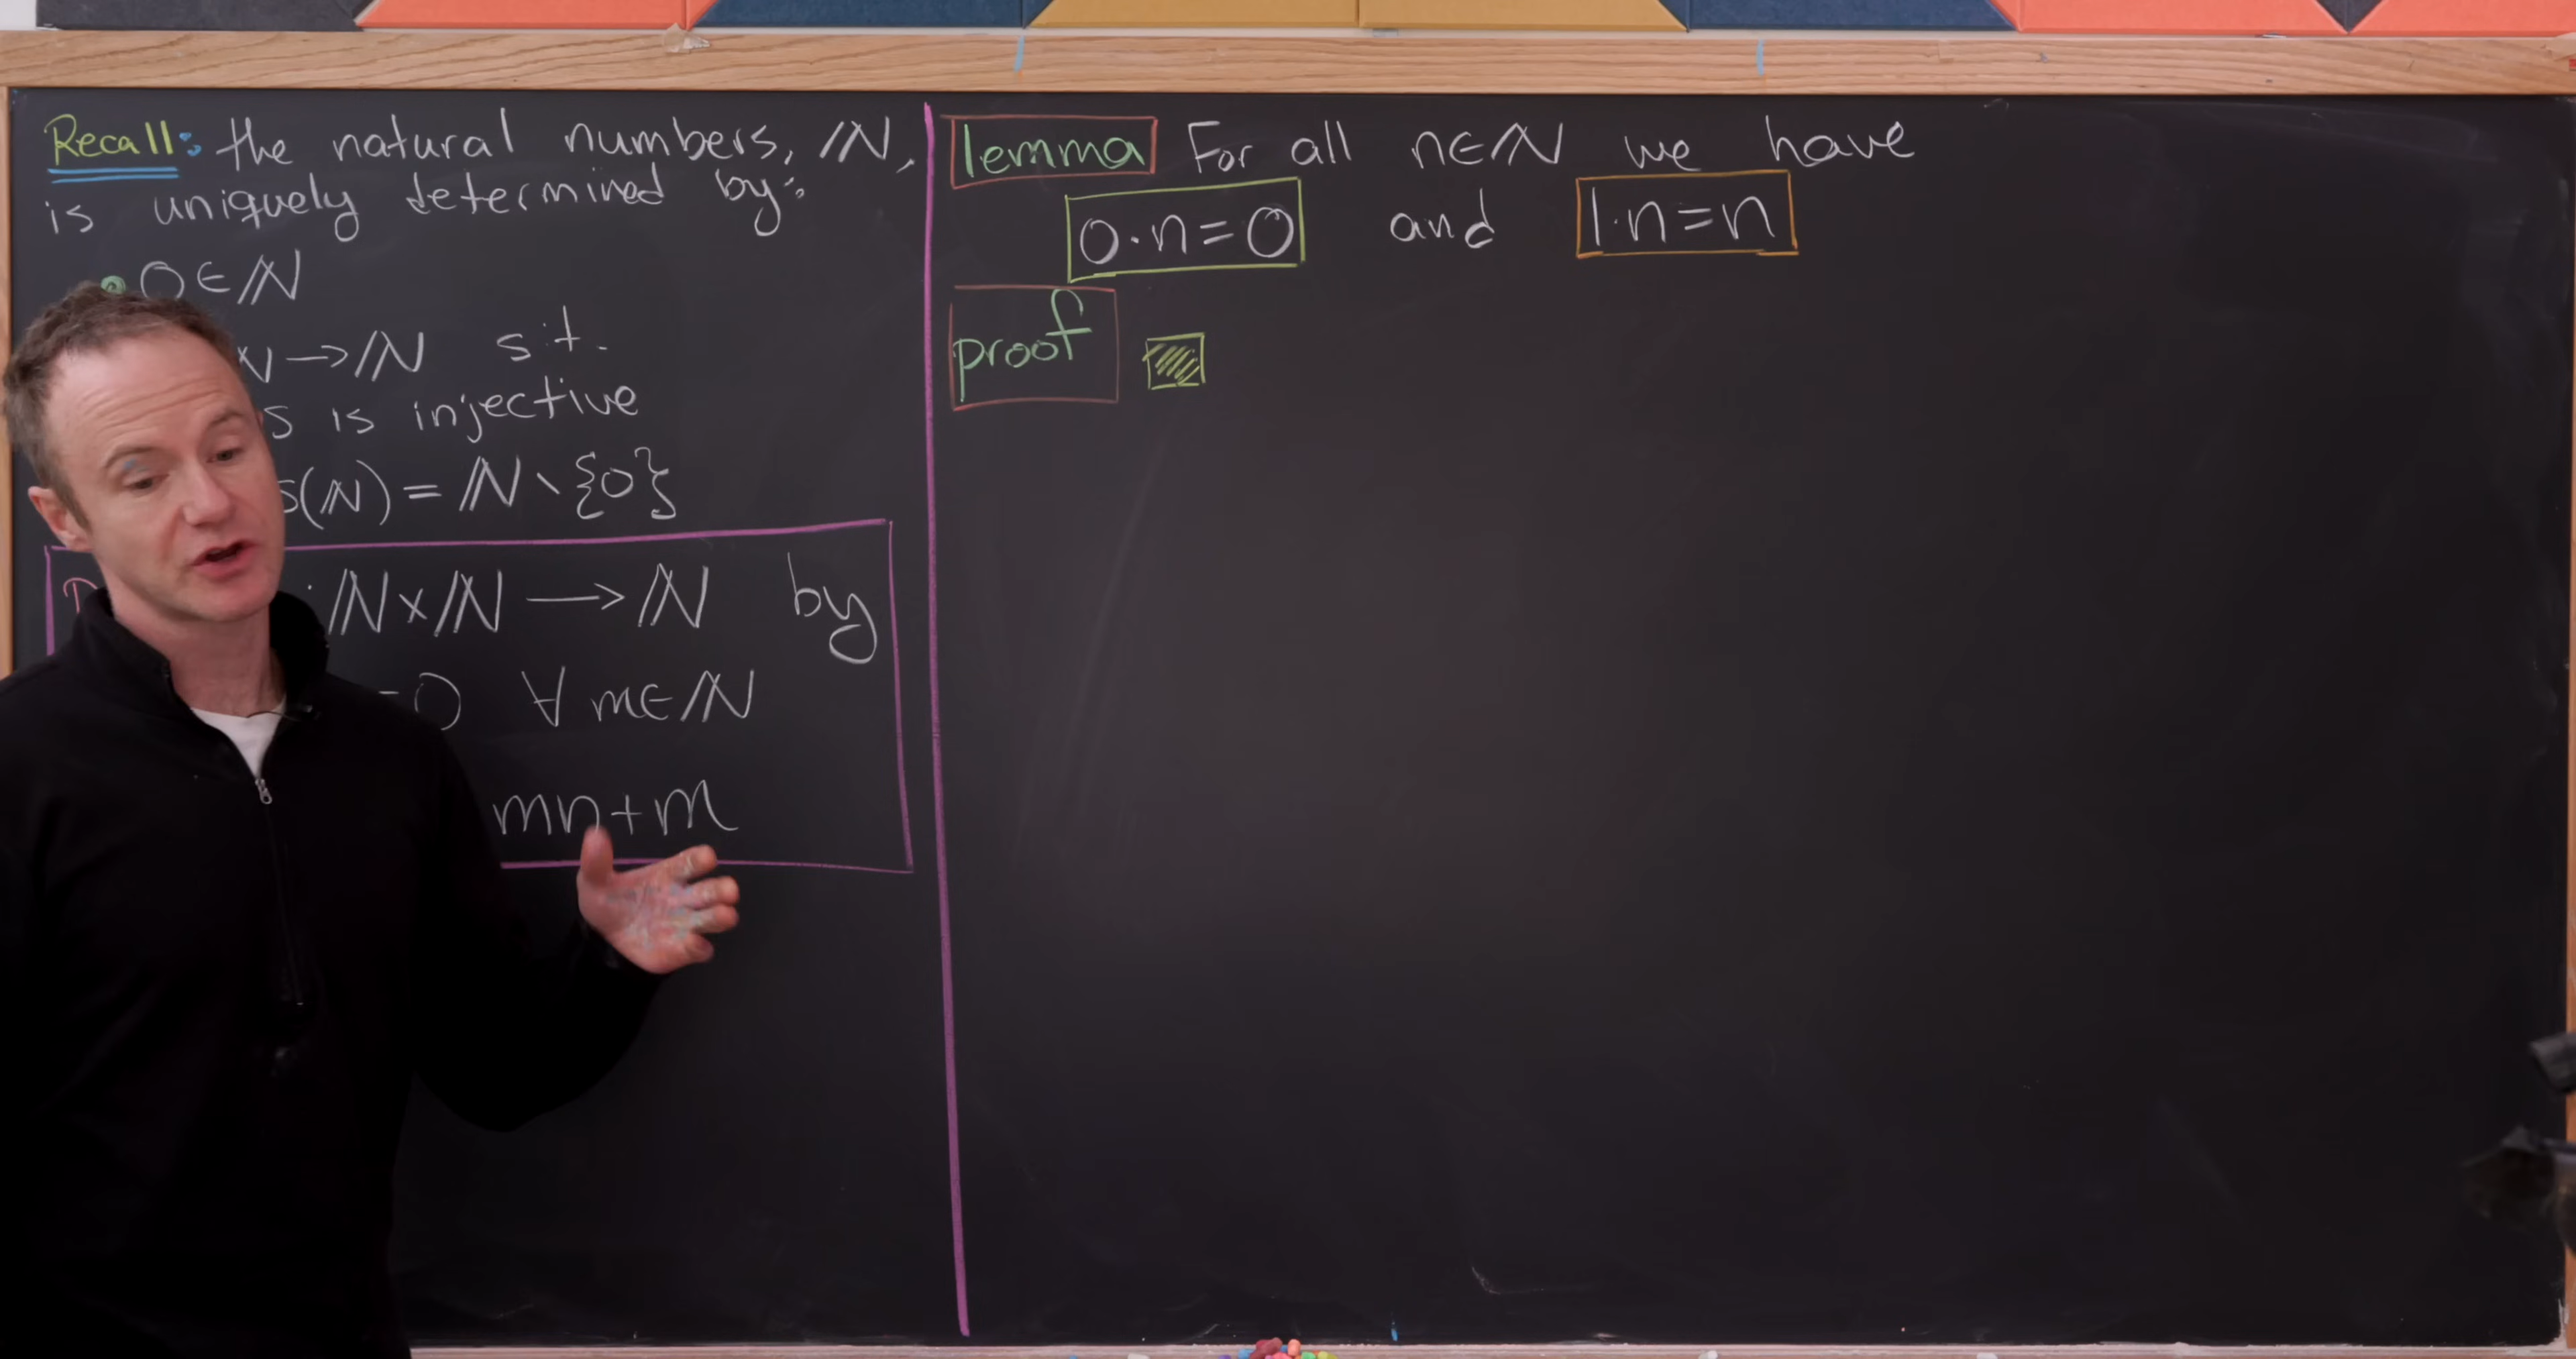 Recall: the natural numbers, ℕ,
is uniquely determined by:
• 0∈ℕ
→ℕ s.t.
s is injective
s(ℕ) = ℕ∖{0}
:ℕ×ℕ ⟶ ℕ by
=0 ∀ m∈ℕ
mn+m
lemma For all n∈ℕ we have
0·n=0 and 1·n=n
proof